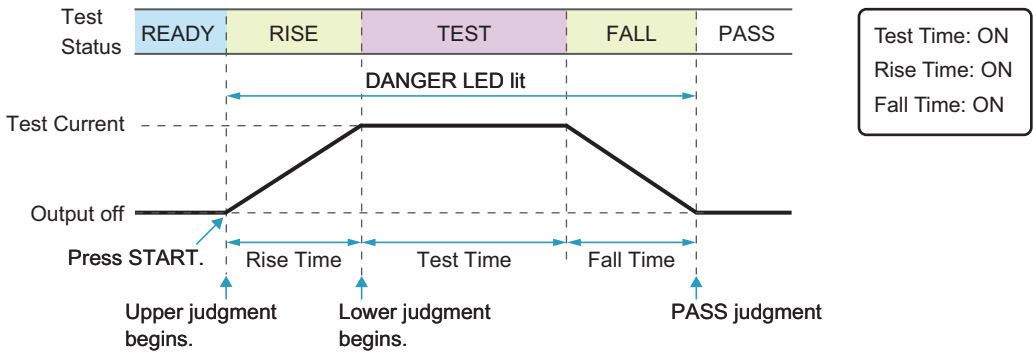 Test
Status
READY
RISE
TEST
FALL
PASS
DANGER LED lit
Test Current
Output off
Press START.
Rise Time
Test Time
Fall Time
Upper judgment
begins.
Lower judgment
begins.
PASS judgment
Test Time: ON
Rise Time: ON
Fall Time: ON